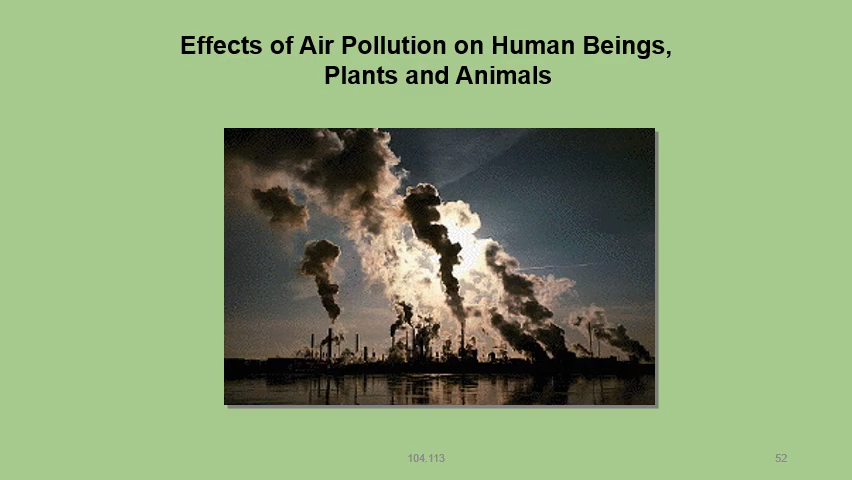 Effects of Air Pollution on Human Beings,
Plants and Animals
104.113
52